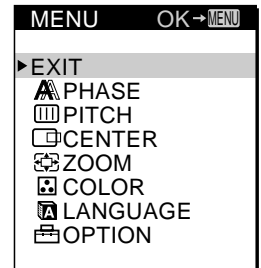 MENU OK→MENU
▶EXIT
PHASE
PITCH
CENTER
ZOOM
COLOR
LANGUAGE
OPTION